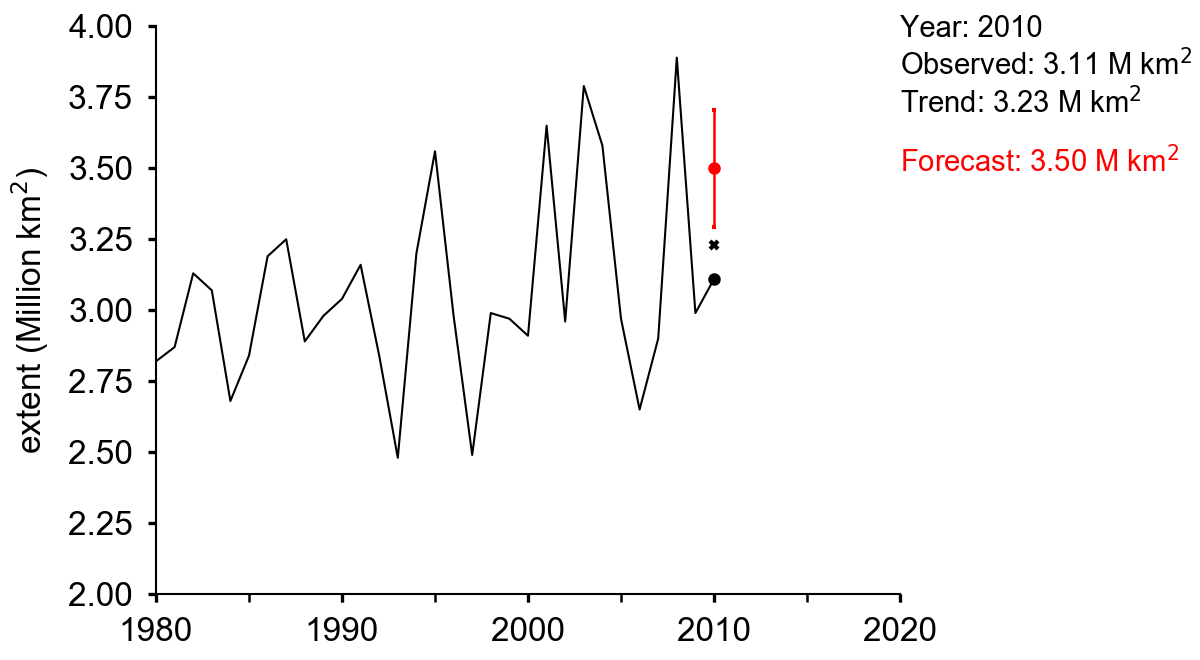 4.00
3.75
3.50
3.25
3.00
2.75
2.50
2.25
2.00
extent (Million km²)
1980
1990
2000
2010
2020
Year: 2010
Observed: 3.11 M km²
Trend: 3.23 M km²
Forecast: 3.50 M km²